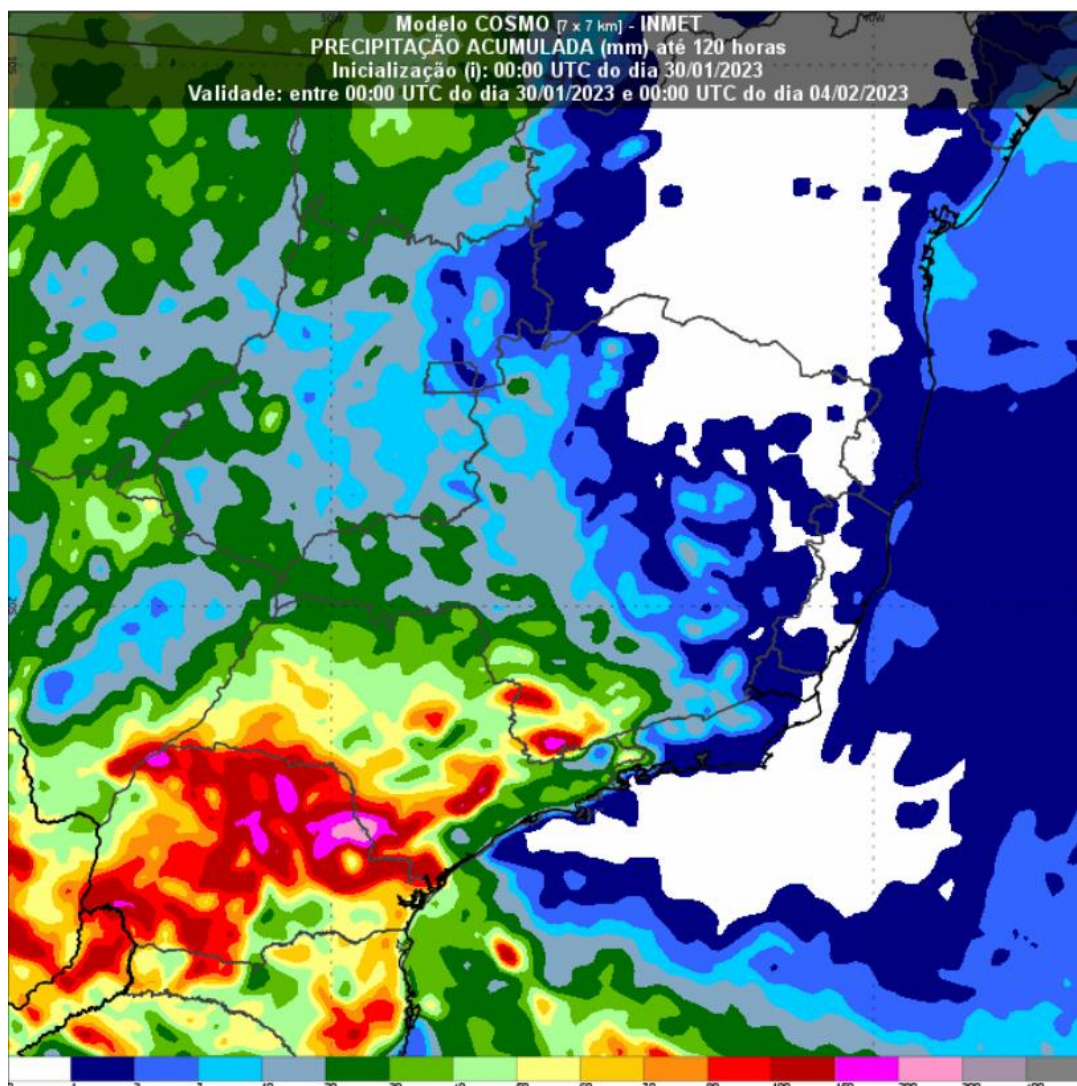 Modelo COSMO [7 x 7 km] - INMET
PRECIPITAÇÃO ACUMULADA (mm) até 120 horas
Inicialização (i): 00:00 UTC do dia 30/01/2023
Validade: entre 00:00 UTC do dia 30/01/2023 e 00:00 UTC do dia 04/02/2023